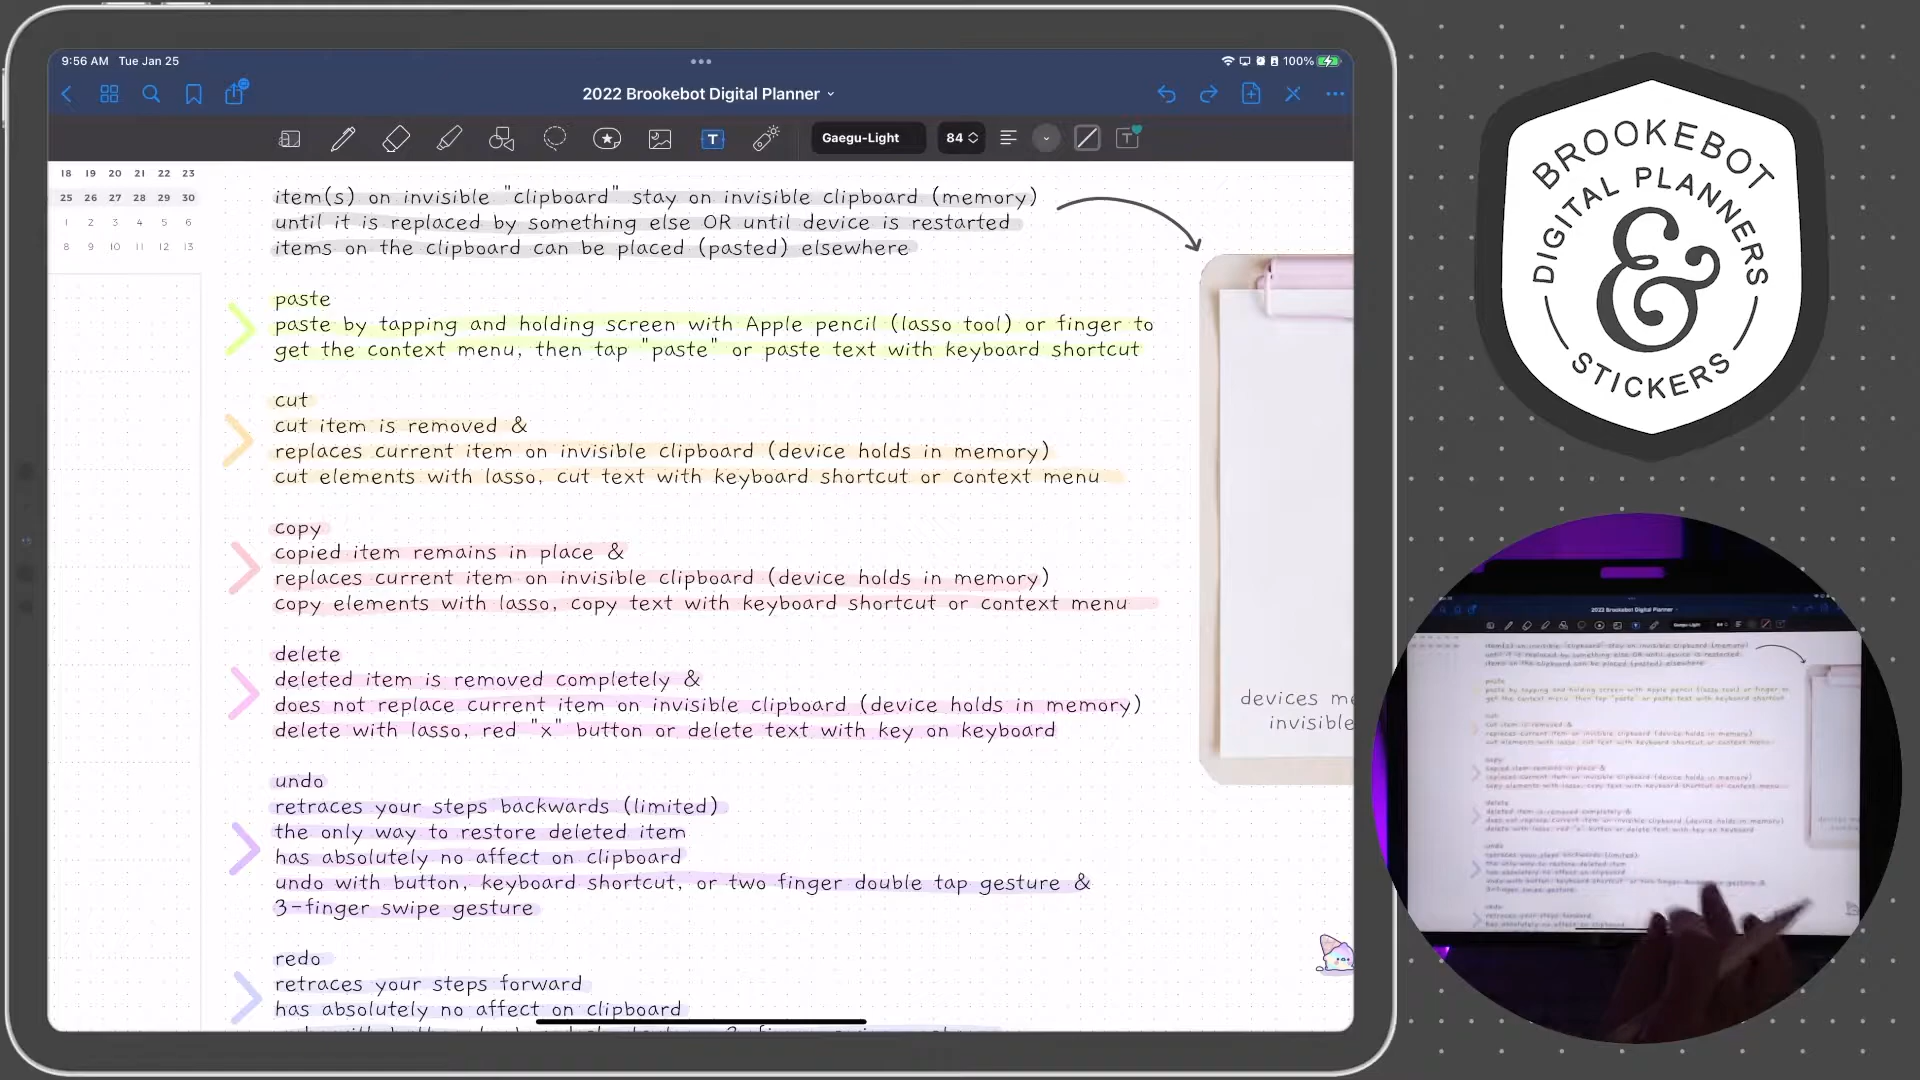 9:56 AM Tue Jan 25
100%
2022 Brookebot Digital Planner
Gaegu-Light
84
18 19 20 21 22 23
25 26 27 28 29 30
1 2 3 4 5 6
8 9 10 11 12 13
item(s) on invisible "clipboard" stay on invisible clipboard (memory)
until it is replaced by something else OR until device is restarted
items on the clipboard can be placed (pasted) elsewhere
paste
paste by tapping and holding screen with Apple pencil (lasso tool) or finger to
get the context menu, then tap "paste" or paste text with keyboard shortcut
cut
cut item is removed &
replaces current item on invisible clipboard (device holds in memory)
cut elements with lasso, cut text with keyboard shortcut or context menu
copy
copied item remains in place &
replaces current item on invisible clipboard (device holds in memory)
copy elements with lasso, copy text with keyboard shortcut or context menu
delete
deleted item is removed completely &
does not replace current item on invisible clipboard (device holds in memory)
delete with lasso, red "x" button or delete text with key on keyboard
undo
retraces your steps backwards (limited)
the only way to restore deleted item
has absolutely no affect on clipboard
undo with button, keyboard shortcut, or two finger double tap gesture &
3-finger swipe gesture
redo
retraces your steps forward
has absolutely no affect on clipboard
devices me
invisible
BROOKEBOT
DIGITAL PLANNERS
&
STICKERS